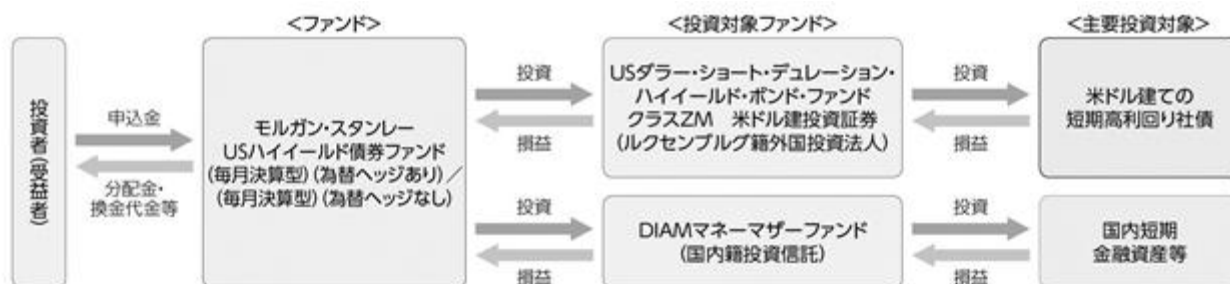 <ファンド>
<投資対象ファンド>
<主要投資対象>
投資者(受益者)
申込金
分配金・
換金代金等
モルガン・スタンレー
USハイイールド債券ファンド
(毎月決算型)(為替ヘッジあり)/
(毎月決算型)(為替ヘッジなし)
投資
損益
USダラー・ショート・デュレーション・
ハイイールド・ボンド・ファンド
クラスZM 米ドル建投資証券
(ルクセンブルグ籍外国投資法人)
投資
損益
米ドル建ての
短期高利回り社債
投資
損益
DIAMマネーマザーファンド
(国内籍投資信託)
投資
損益
国内短期
金融資産等